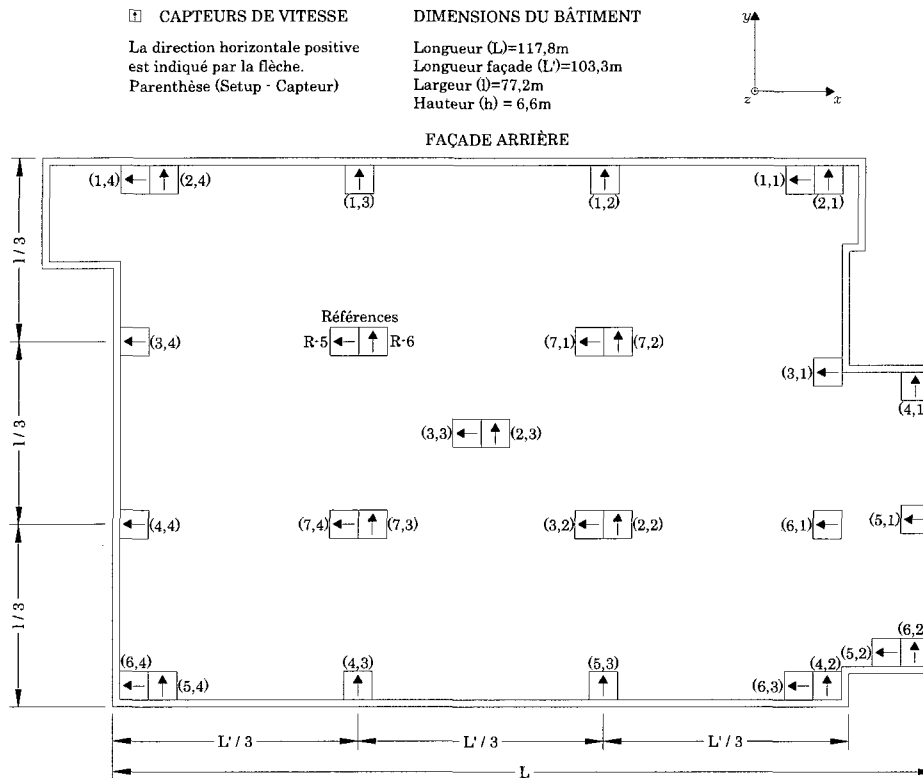 CAPTEURS DE VITESSE
La direction horizontale positive
est indiqué par la flèche.
Parenthèse (Setup - Capteur)
DIMENSIONS DU BÂTIMENT
Longueur (L)=117,8m
Longueur façade (L')=103,3m
Largeur (l)=77,2m
Hauteur (h) = 6,6m
y
z
x
FAÇADE ARRIÈRE
(1,4)
(2,4)
(1,3)
(1,2)
(1,1)
(2,1)
l / 3
Références
R-5
R-6
(3,4)
(7,1)
(7,2)
(3,1)
(4,1
l / 3
(3,3)
(2,3)
(4,4)
(7,4)
(7,3)
(3,2)
(2,2)
(6,1)
(5,1)
l / 3
(6,4)
(5,4)
(4,3)
(5,3)
(6,3)
(4,2)
(5,2)
(6,2
L' / 3
L' / 3
L' / 3
L